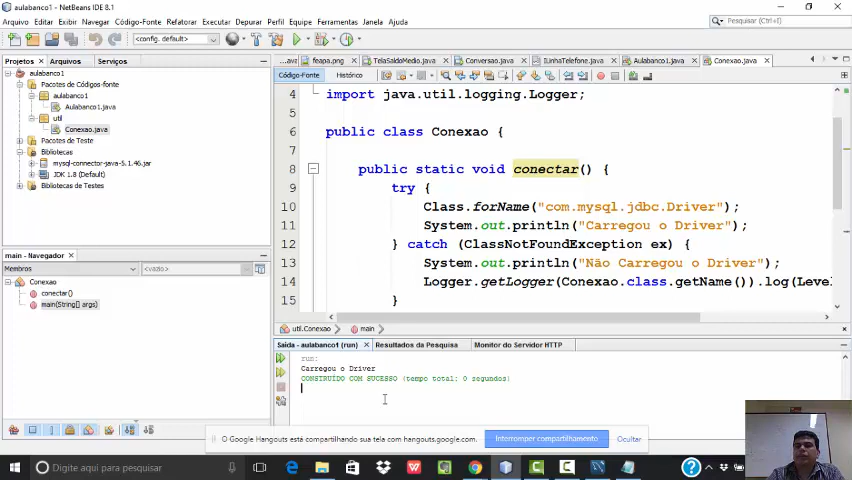 aulabanco1 - NetBeans IDE 8.1
Arquivo Editar Exibir Navegar Código-Fonte Refatorar Executar Depurar Perfil Equipe Ferramentas Janela Ajuda
Pesquisar (Ctrl+I)
<config. default>
Projetos Arquivos Serviços
...ava feapa.png TelaSaldoMedio.java Conversao.java ILinhaTelefone.java Aulabanco1.java Conexao.java
Código-Fonte Histórico
aulabanco1
Pacotes de Códigos-fonte
aulabanco1
Aulabanco1.java
util
Conexao.java
Pacotes de Teste
Bibliotecas
mysql-connector-java-5.1.46.jar
JDK 1.8 (Default)
Bibliotecas de Testes
main - Navegador
Membros <vazio>
Conexao
conectar()
main(String[] args)
4 import java.util.logging.Logger;
5
6 public class Conexao {
7
8 public static void conectar() {
9 try {
10 Class.forName("com.mysql.jdbc.Driver");
11 System.out.println("Carregou o Driver");
12 } catch (ClassNotFoundException ex) {
13 System.out.println("Não Carregou o Driver");
14 Logger.getLogger(Conexao.class.getName()).log(Leve
15 }
util.Conexao main
Saída - aulabanco1 (run) Resultados da Pesquisa Monitor do Servidor HTTP
run:
Carregou o Driver
CONSTRUÍDO COM SUCESSO (tempo total: 0 segundos)
O Google Hangouts está compartilhando sua tela com hangouts.google.com. Interromper compartilhamento Ocultar
Digite aqui para pesquisar